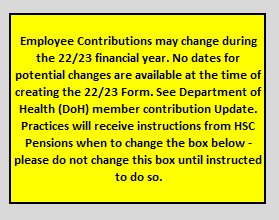 Employee Contributions may change during
the 22/23 financial year. No dates for
potential changes are available at the time of
creating the 22/23 Form. See Department of
Health (DoH) member contribution Update.
Practices will receive instructions from HSC
Pensions when to change the box below -
please do not change this box until instructed
to do so.